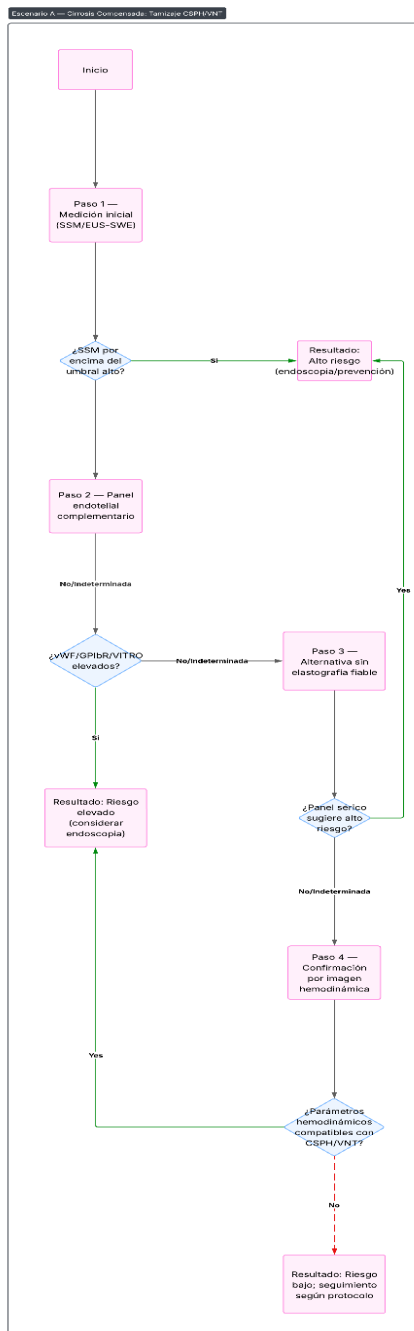 Escenario A — Cirrosis Compensada: Tamizaje CSPH/VNT
Inicio
Paso 1 —
Medición inicial
(SSM/EUS-SWE)
¿SSM por
encima del
umbral alto?
Sí
Resultado:
Alto riesgo
(endoscopia/prevención)
Paso 2 — Panel
endotelial
complementario
No/Indeterminada
Yes
¿vWF/GPIbR/VITRO
elevados?
No/Indeterminada
Paso 3 —
Alternativa sin
elastografía fiable
Sí
Resultado: Riesgo
elevado
(considerar
endoscopia)
¿Panel sérico
sugiere alto
riesgo?
No/Indeterminada
Paso 4 —
Confirmación
por imagen
hemodinámica
Yes
¿Parámetros
hemodinámicos
compatibles con
CSPH/VNT?
No
Resultado: Riesgo
bajo; seguimiento
según protocolo